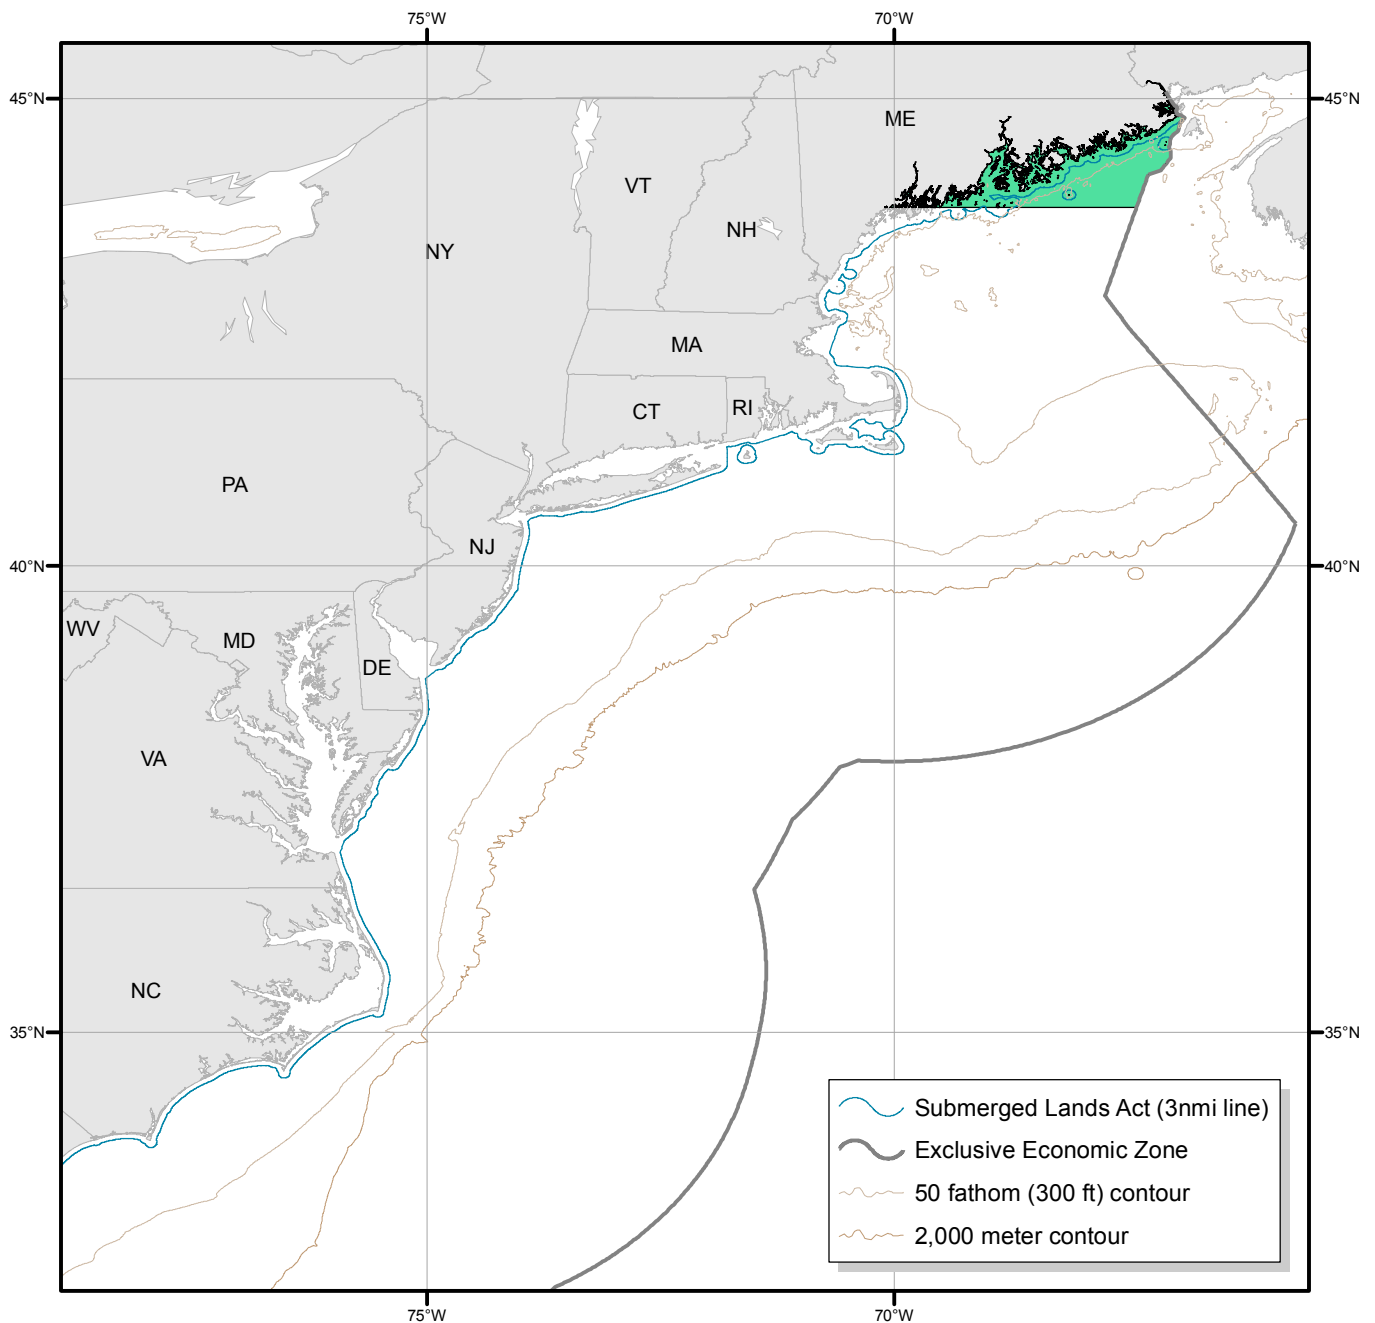 75°W
70°W
45°N
45°N
ME
VT
NH
NY
MA
CT
RI
PA
NJ
40°N
40°N
WV
MD
DE
VA
NC
35°N
35°N
Submerged Lands Act (3nmi line)
Exclusive Economic Zone
50 fathom (300 ft) contour
2,000 meter contour
75°W
70°W